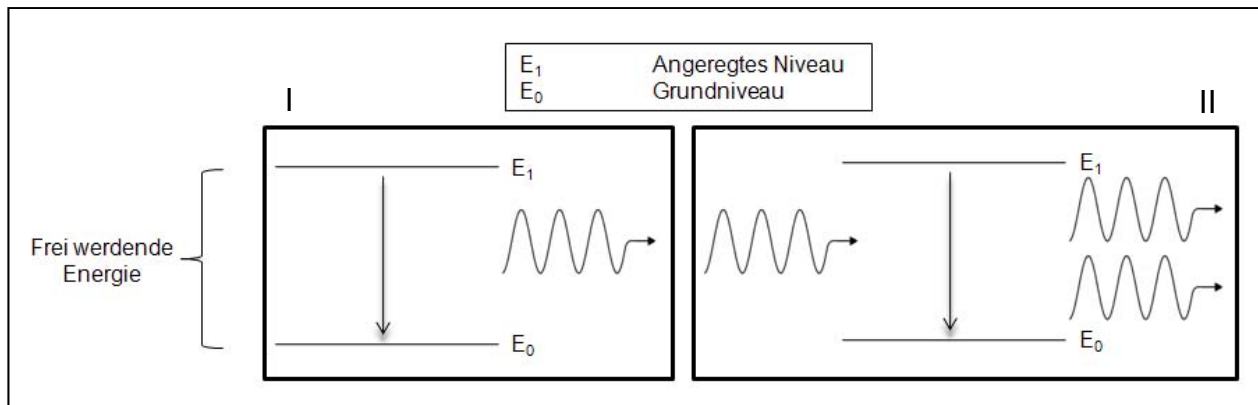 E₁ Angeregtes Niveau
E₀ Grundniveau
I
II
E₁
E₁
Frei werdende
Energie
E₀
E₀